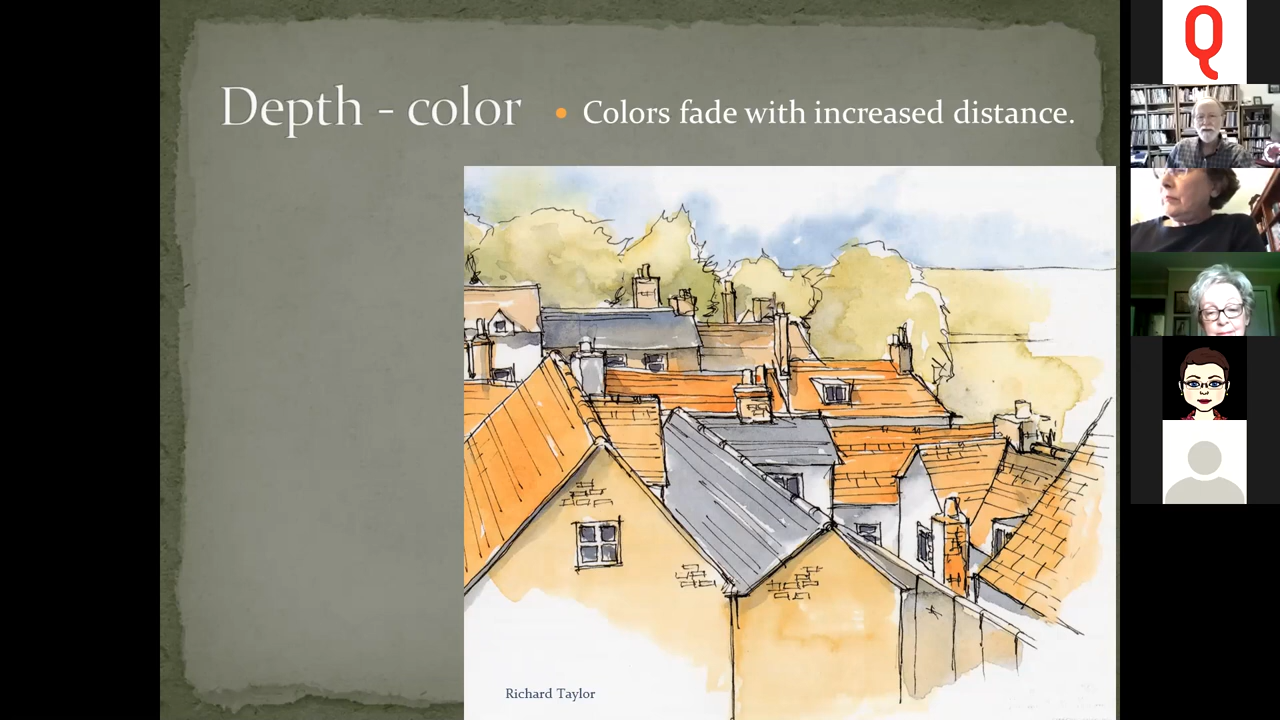 Depth - color
• Colors fade with increased distance.
Richard Taylor
Q